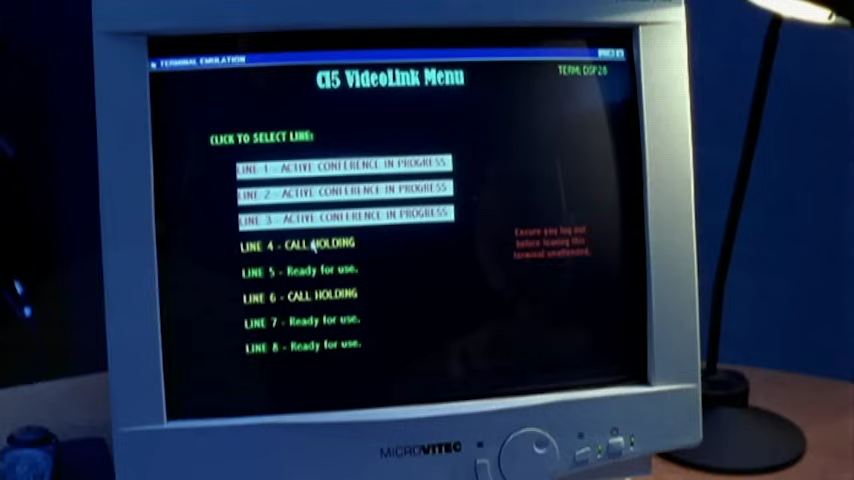 TERMINAL EMULATION
CI5 VideoLink Menu
TERM: DSP28
CLICK TO SELECT LINE:
LINE 1 - ACTIVE CONFERENCE IN PROGRESS.
LINE 2 - ACTIVE CONFERENCE IN PROGRESS.
LINE 3 - ACTIVE CONFERENCE IN PROGRESS.
LINE 4 - CALL HOLDING
LINE 5 - Ready for use.
LINE 6 - CALL HOLDING
LINE 7 - Ready for use.
LINE 8 - Ready for use.
Ensure you log out
before leaving this
terminal unattended.
MICROVITEC